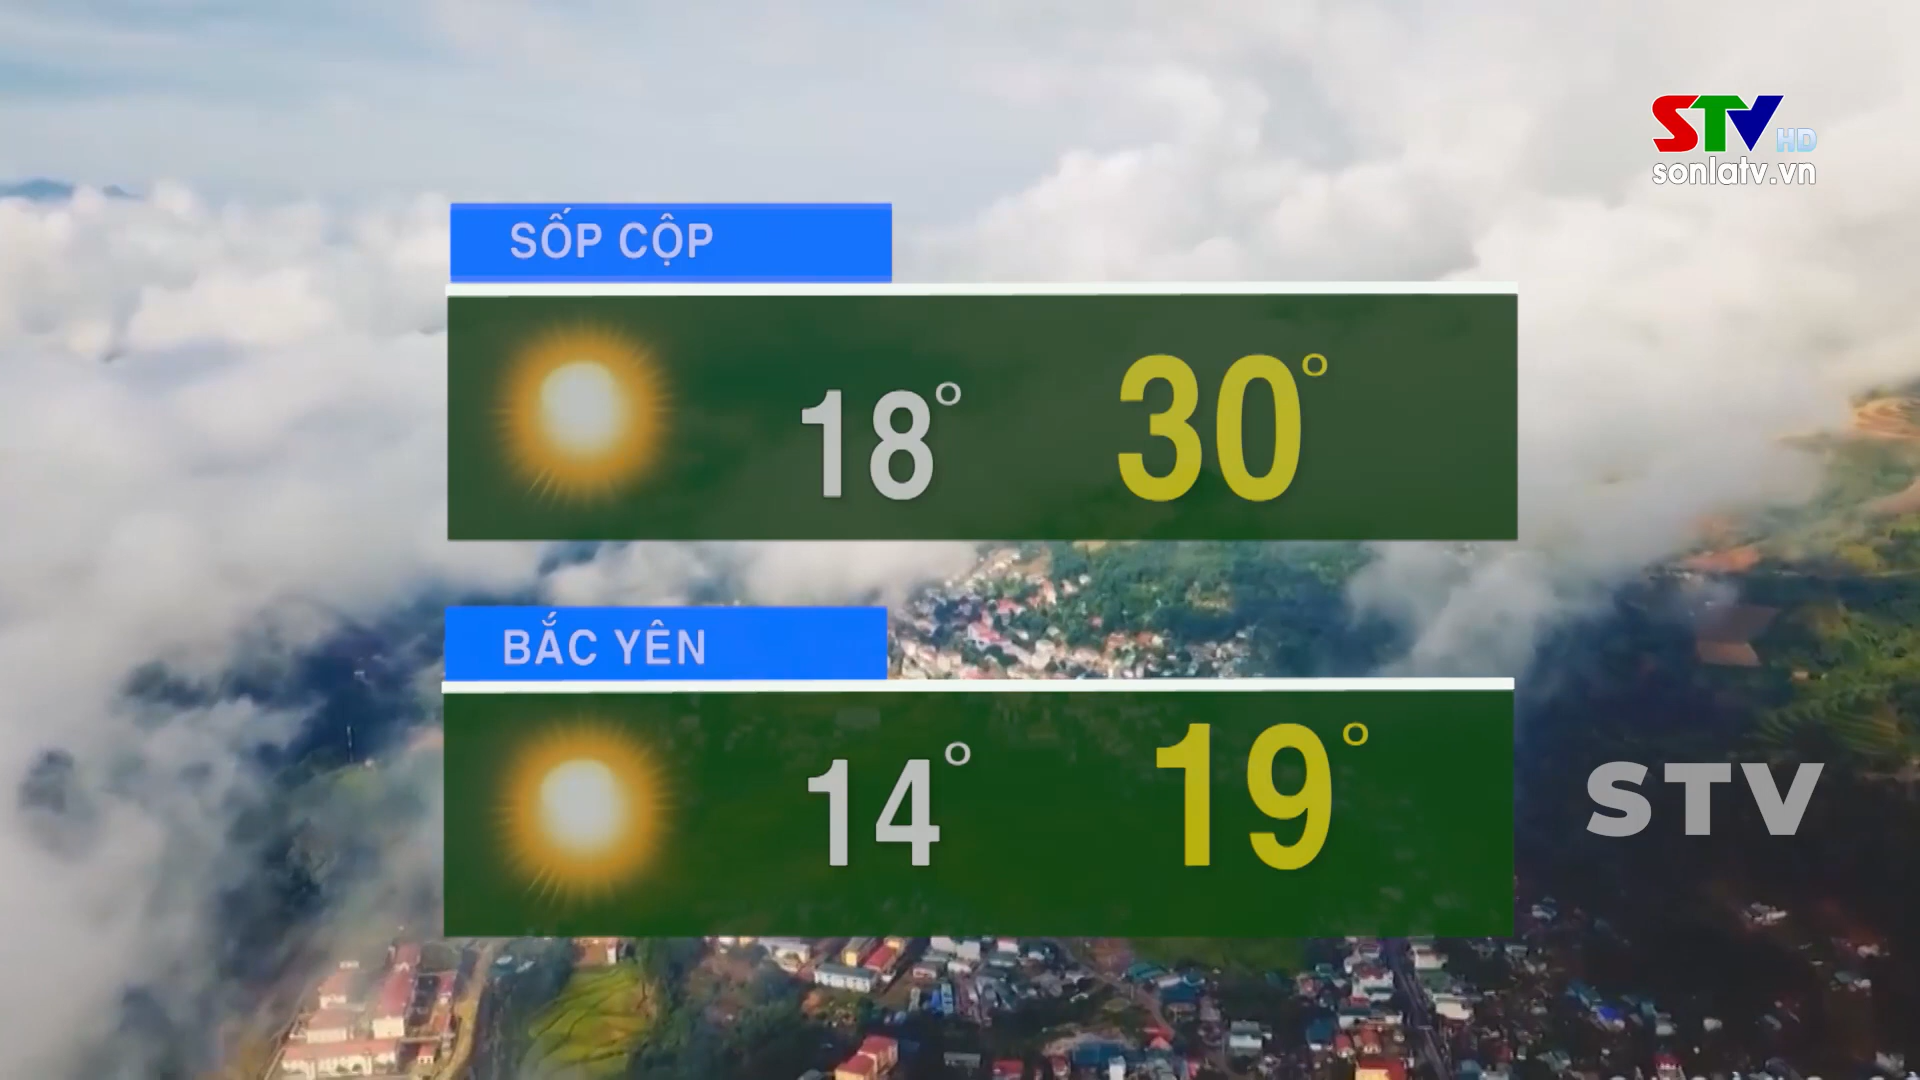 STV HD
sonlatv.vn
SỐP CỘP
18° 30°
BẮC YÊN
14° 19°
STV